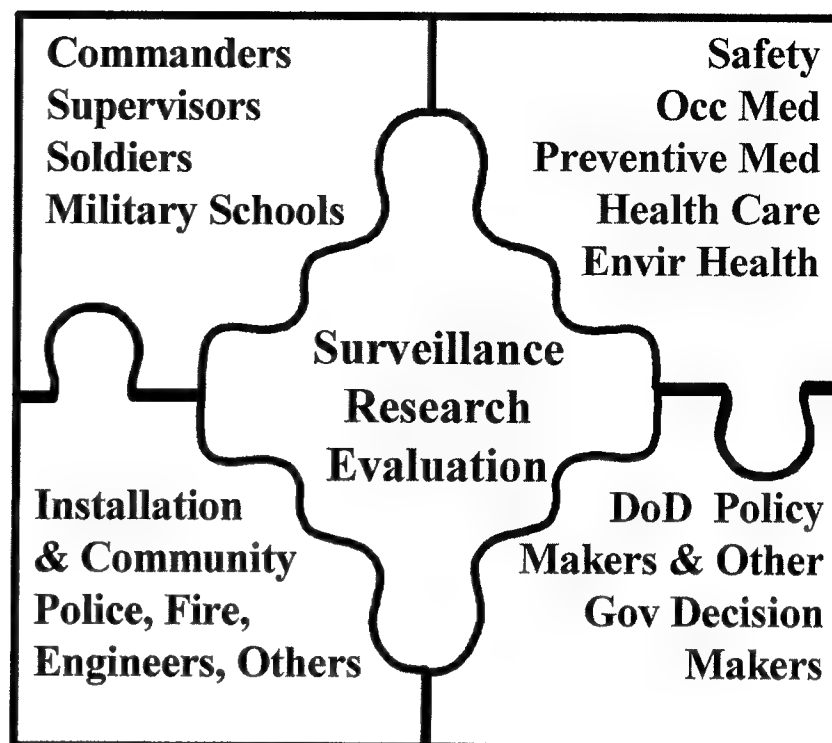 Commanders
Supervisors
Soldiers
Military Schools
Safety
Occ Med
Preventive Med
Health Care
Envir Health
Surveillance
Research
Evaluation
Installation
& Community
Police, Fire,
Engineers, Others
DoD Policy
Makers & Other
Gov Decision
Makers